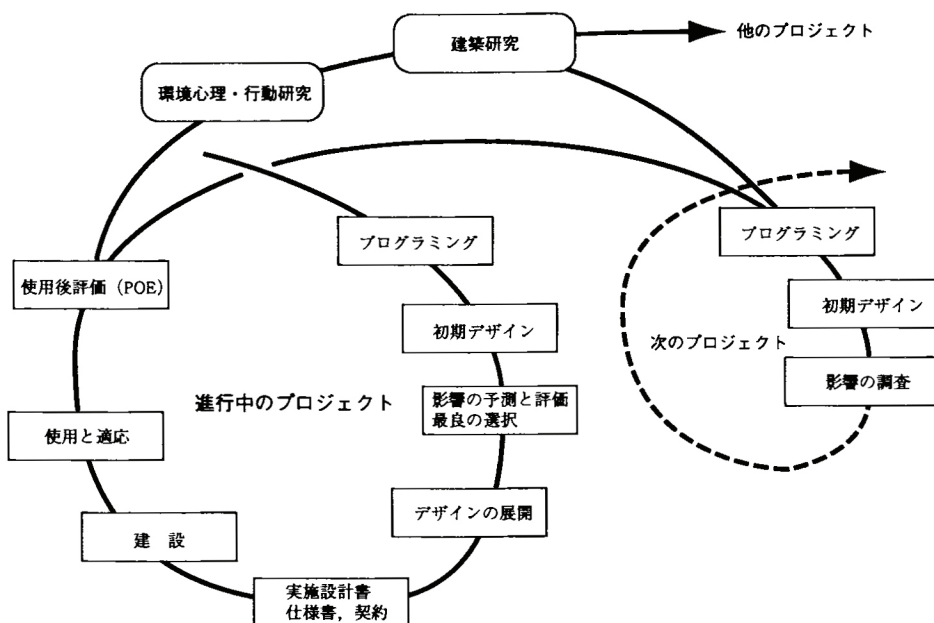 建築研究
他のプロジェクト
環境心理・行動研究
プログラミング
プログラミング
使用後評価（POE）
初期デザイン
初期デザイン
次のプロジェクト
影響の調査
進行中のプロジェクト
影響の予測と評価
最良の選択
使用と適応
デザインの展開
建　設
実施設計書
仕様書，契約